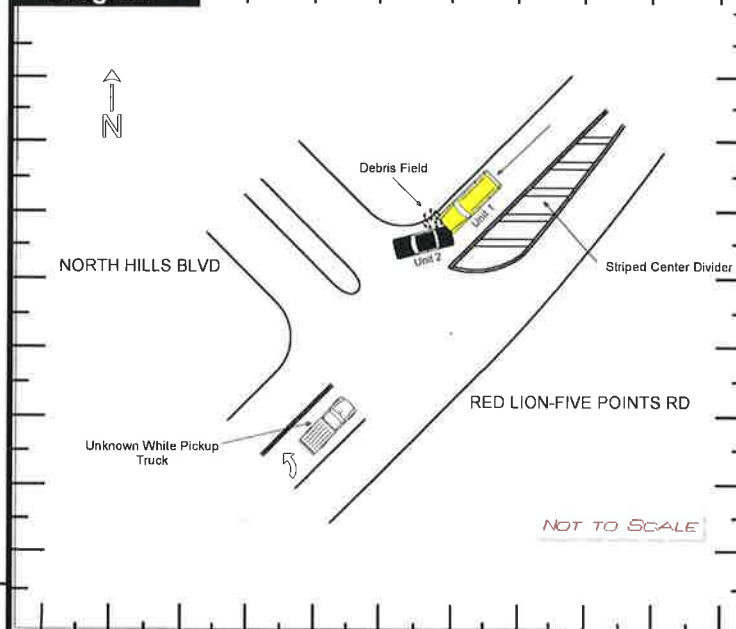 N
Debris Field
Unit 1
Unit 2
NORTH HILLS BLVD
Striped Center Divider
RED LION-FIVE POINTS RD
Unknown White Pickup
Truck
NOT TO SCALE